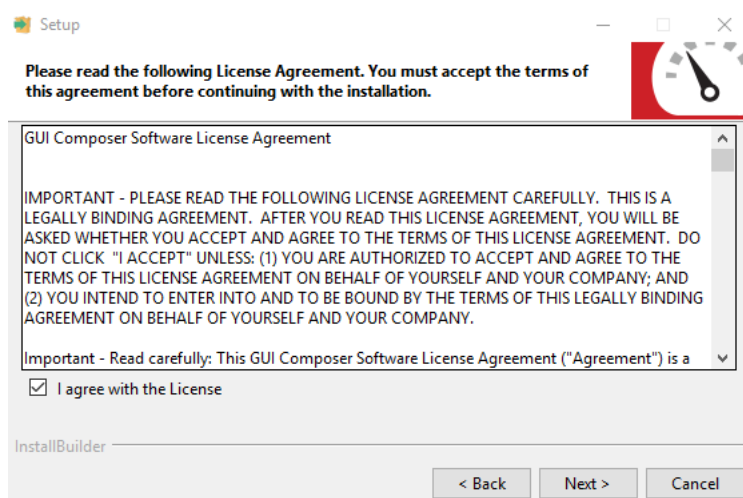 Setup
Please read the following License Agreement. You must accept the terms of
this agreement before continuing with the installation.
GUI Composer Software License Agreement
IMPORTANT - PLEASE READ THE FOLLOWING LICENSE AGREEMENT CAREFULLY.  THIS IS A
LEGALLY BINDING AGREEMENT.  AFTER YOU READ THIS LICENSE AGREEMENT, YOU WILL BE
ASKED WHETHER YOU ACCEPT AND AGREE TO THE TERMS OF THIS LICENSE AGREEMENT.  DO
NOT CLICK  "I ACCEPT" UNLESS: (1) YOU ARE AUTHORIZED TO ACCEPT AND AGREE TO THE
TERMS OF THIS LICENSE AGREEMENT ON BEHALF OF YOURSELF AND YOUR COMPANY; AND
(2) YOU INTEND TO ENTER INTO AND TO BE BOUND BY THE TERMS OF THIS LEGALLY BINDING
AGREEMENT ON BEHALF OF YOURSELF AND YOUR COMPANY.
Important - Read carefully: This GUI Composer Software License Agreement ("Agreement") is a
I agree with the License
InstallBuilder
< Back
Next >
Cancel